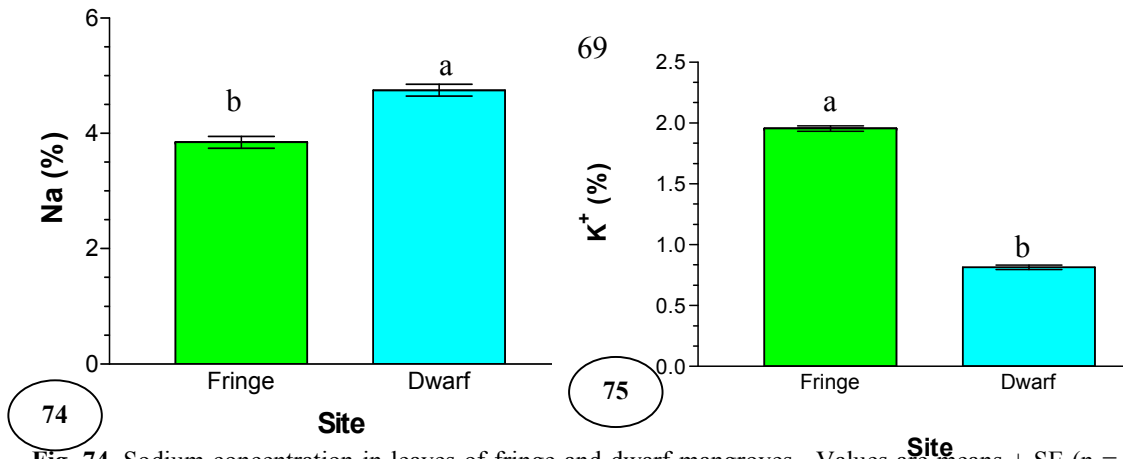 69
6
4
2
0
Na (%)
b
a
Fringe
Dwarf
Site
74
2.5
2.0
1.5
1.0
0.5
0.0
K+ (%)
a
b
Fringe
Dwarf
Site
75
Fig. 74. Sodium concentration in leaves of fringe and dwarf mangroves. Values are means ± SE (n =